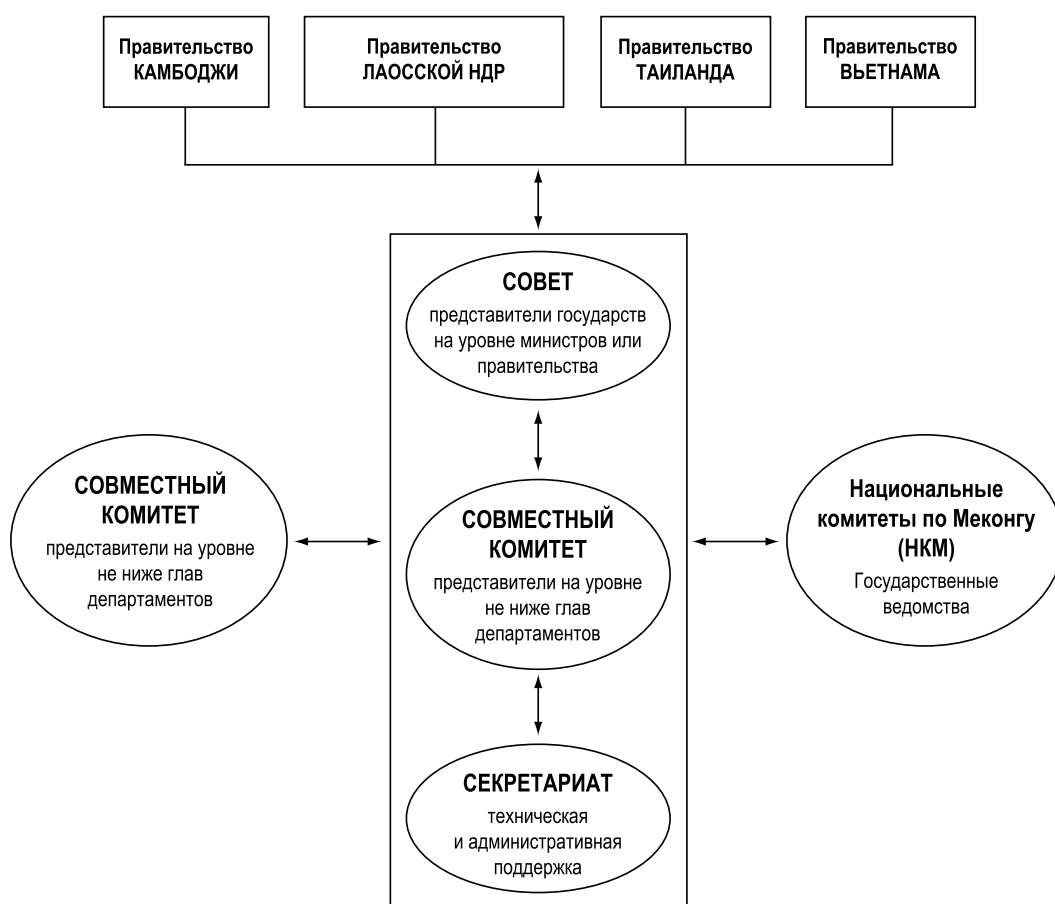 Правительство
КАМБОДЖИ
Правительство
ЛАОССКОЙ НДР
Правительство
ТАИЛАНДА
Правительство
ВЬЕТНАМА
СОВЕТ
представители государств
на уровне министров или
правительства
СОВМЕСТНЫЙ
КОМИТЕТ
представители на уровне
не ниже глав
департаментов
СОВМЕСТНЫЙ
КОМИТЕТ
представители на уровне
не ниже глав
департаментов
Национальные
комитеты по Меконгу
(НКМ)
Государственные
ведомства
СЕКРЕТАРИАТ
техническая
и административная
поддержка